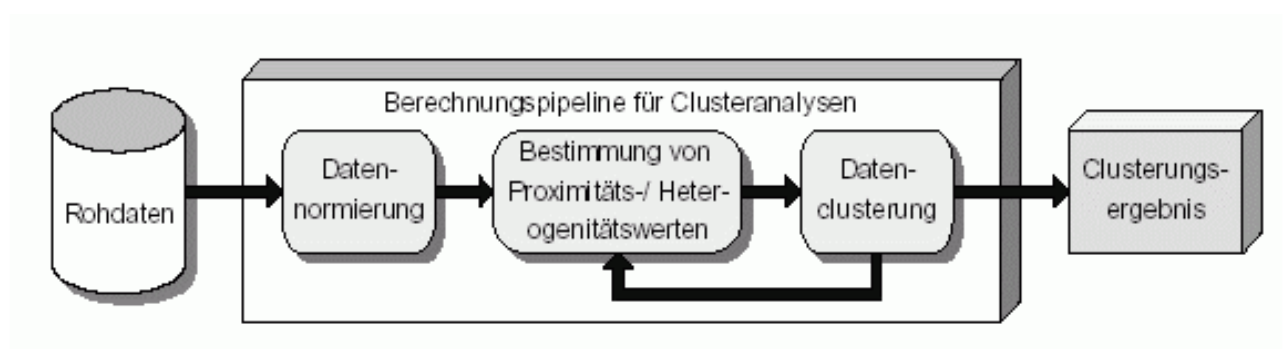 Berechnungspipeline für Clusteranalysen
Rohdaten
Daten-
normierung
Bestimmung von
Proximitäts-/ Heter-
ogenitätswerten
Daten-
clusterung
Clusterungs-
ergebnis